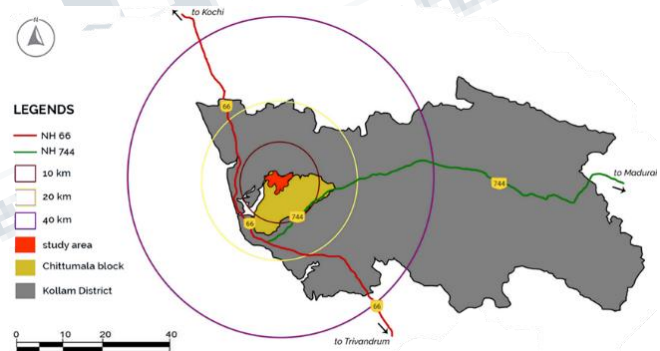 to Kochi
N
66
LEGENDS
NH 66
NH 744
10 km
20 km
40 km
study area
Chittumala block
Kollam District
to Madurai
744
744
66
66
to Trivandrum
0 10 20 40